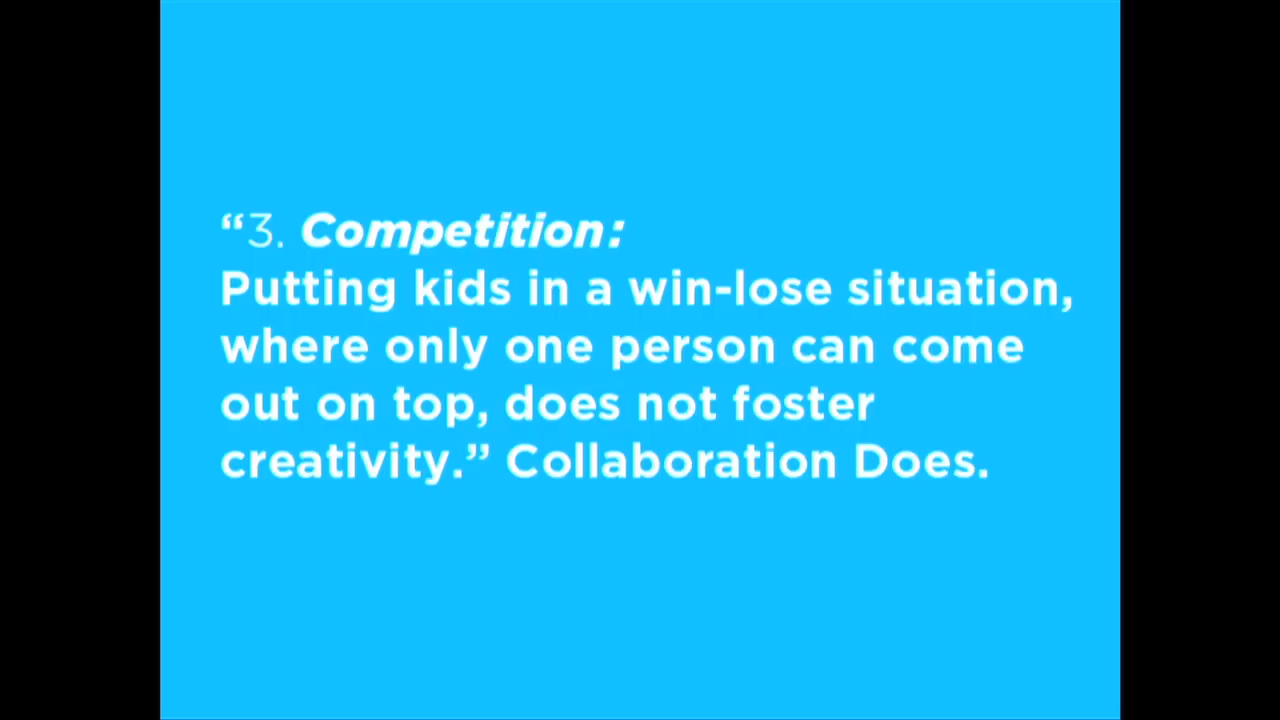 “3. Competition:
Putting kids in a win-lose situation,
where only one person can come
out on top, does not foster
creativity.” Collaboration Does.